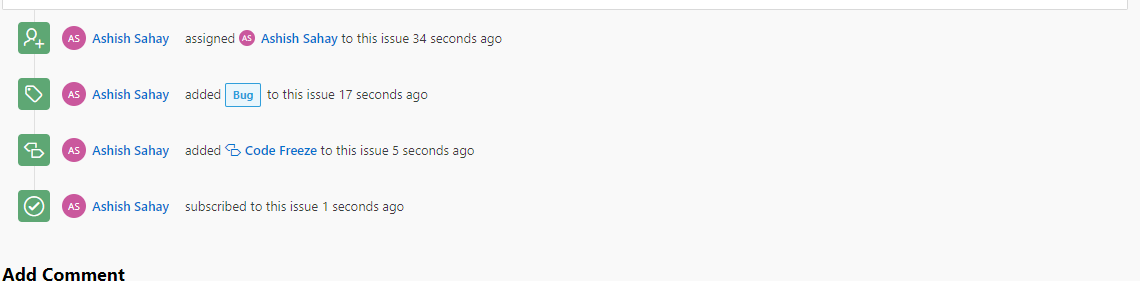 AS Ashish Sahay assigned AS Ashish Sahay to this issue 34 seconds ago
AS Ashish Sahay added Bug to this issue 17 seconds ago
AS Ashish Sahay added Code Freeze to this issue 5 seconds ago
AS Ashish Sahay subscribed to this issue 1 seconds ago
Add Comment